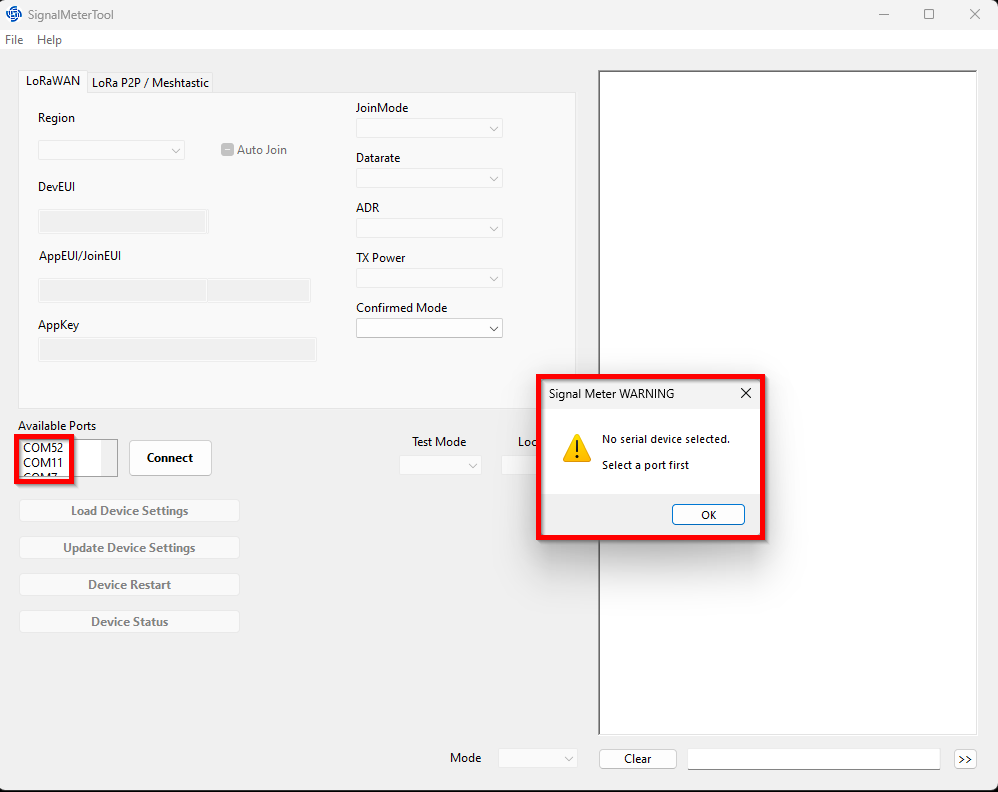 SignalMeterTool
File Help
LoRaWAN LoRa P2P / Meshtastic
Region
Auto Join
DevEUI
AppEUI/JoinEUI
AppKey
JoinMode
Datarate
ADR
TX Power
Confirmed Mode
Available Ports
COM52
COM11
COM7
Connect
Test Mode
Loc
Load Device Settings
Update Device Settings
Device Restart
Device Status
Signal Meter WARNING
No serial device selected.
Select a port first
OK
Mode
Clear
>>